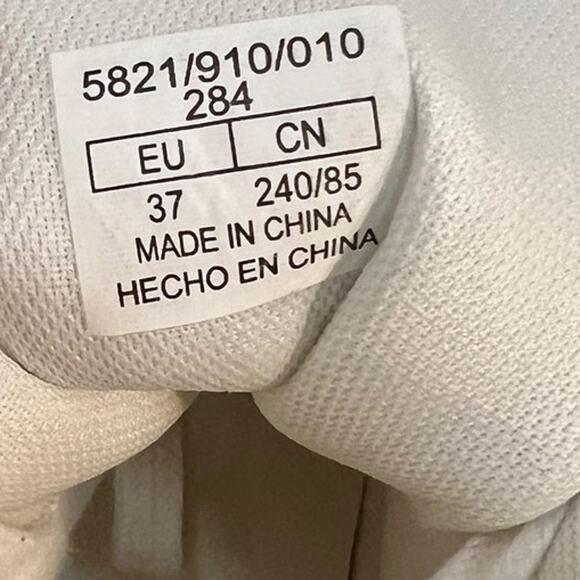 5821/910/010
284
EU CN
37 240/85
MADE IN CHINA
HECHO EN CHINA